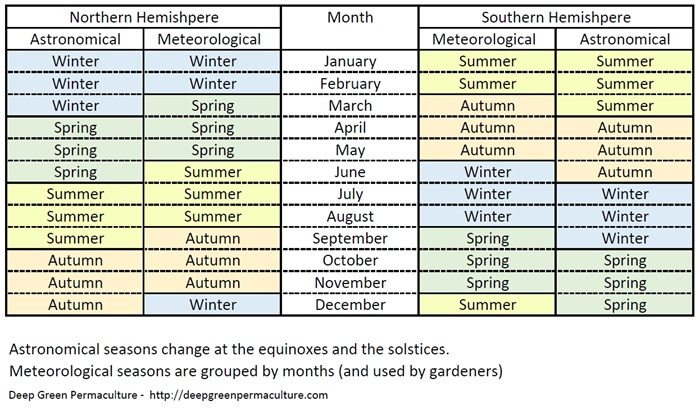 Northern Hemishpere Month Southern Hemishpere
Astronomical Meteorological Meteorological Astronomical
Winter Winter January Summer Summer
Winter Winter February Summer Summer
Winter Spring March Autumn Summer
Spring Spring April Autumn Autumn
Spring Spring May Autumn Autumn
Spring Summer June Winter Autumn
Summer Summer July Winter Winter
Summer Summer August Winter Winter
Summer Autumn September Spring Winter
Autumn Autumn October Spring Spring
Autumn Autumn November Spring Spring
Autumn Winter December Summer Spring
Astronomical seasons change at the equinoxes and the solstices.
Meteorological seasons are grouped by months (and used by gardeners)
Deep Green Permaculture - http://deepgreenpermaculture.com